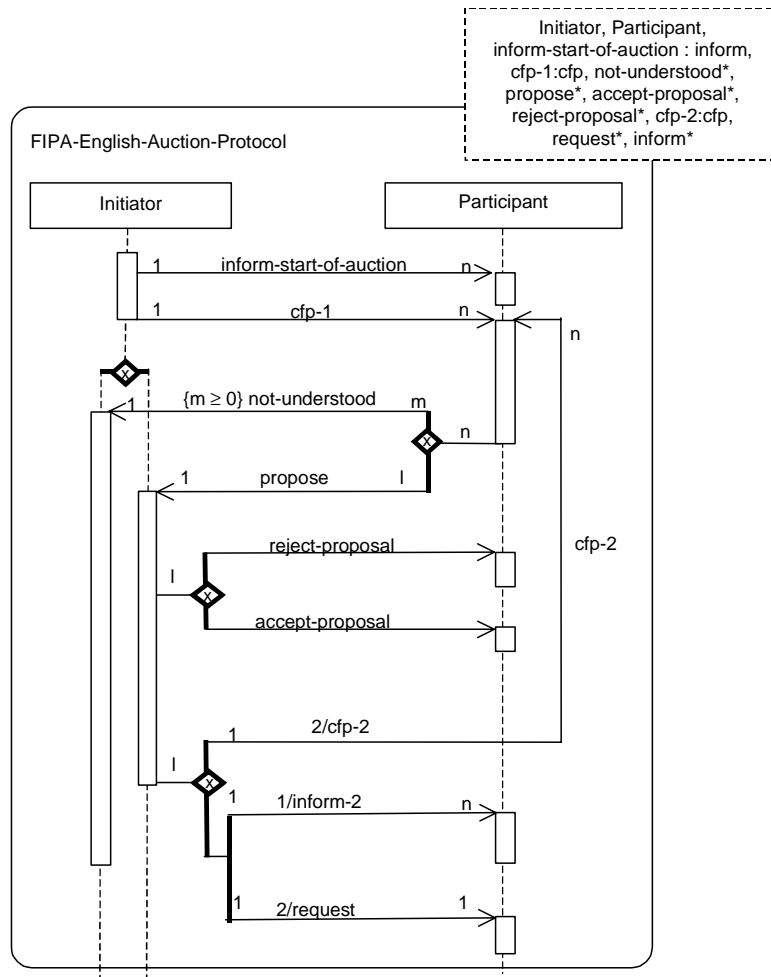 Initiator, Participant,
inform-start-of-auction : inform,
cfp-1:cfp, not-understood*,
propose*, accept-proposal*,
reject-proposal*, cfp-2:cfp,
request*, inform*
FIPA-English-Auction-Protocol
Initiator
Participant
1 inform-start-of-auction n
1 cfp-1 n
n
x
1 {m ≥ 0} not-understood m
x n
1 propose l
reject-proposal
cfp-2
l x
accept-proposal
1 2/cfp-2
l x
1 1/inform-2 n
1 2/request 1